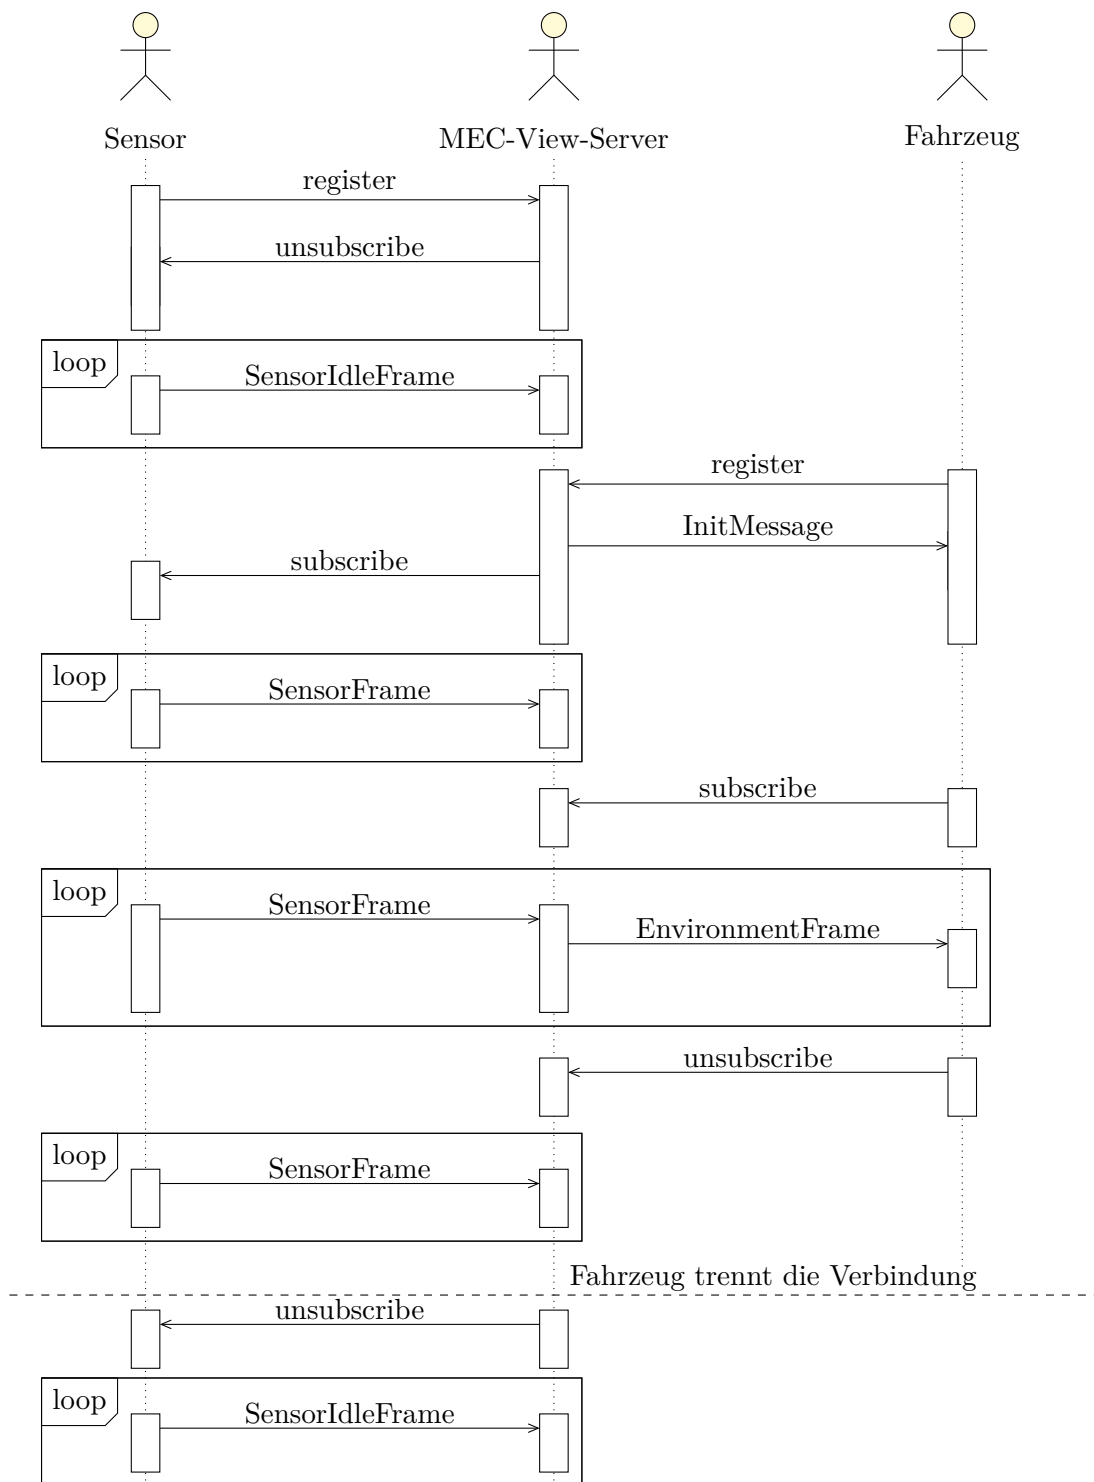 Sensor
MEC-View-Server
Fahrzeug
register
unsubscribe
loop
SensorIdleFrame
register
InitMessage
subscribe
loop
SensorFrame
subscribe
loop
SensorFrame
EnvironmentFrame
unsubscribe
loop
SensorFrame
Fahrzeug trennt die Verbindung
unsubscribe
loop
SensorIdleFrame